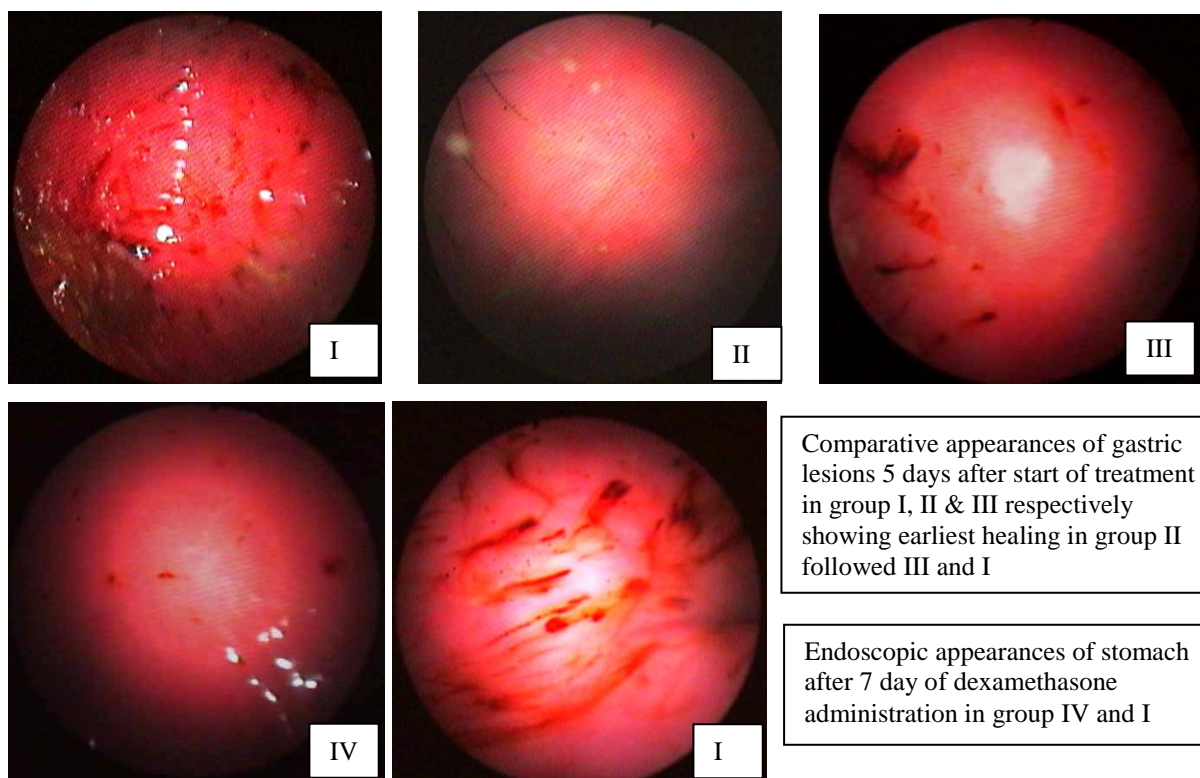 I
II
III
Comparative appearances of gastric
lesions 5 days after start of treatment
in group I, II & III respectively
showing earliest healing in group II
followed III and I
IV
I
Endoscopic appearances of stomach
after 7 day of dexamethasone
administration in group IV and I